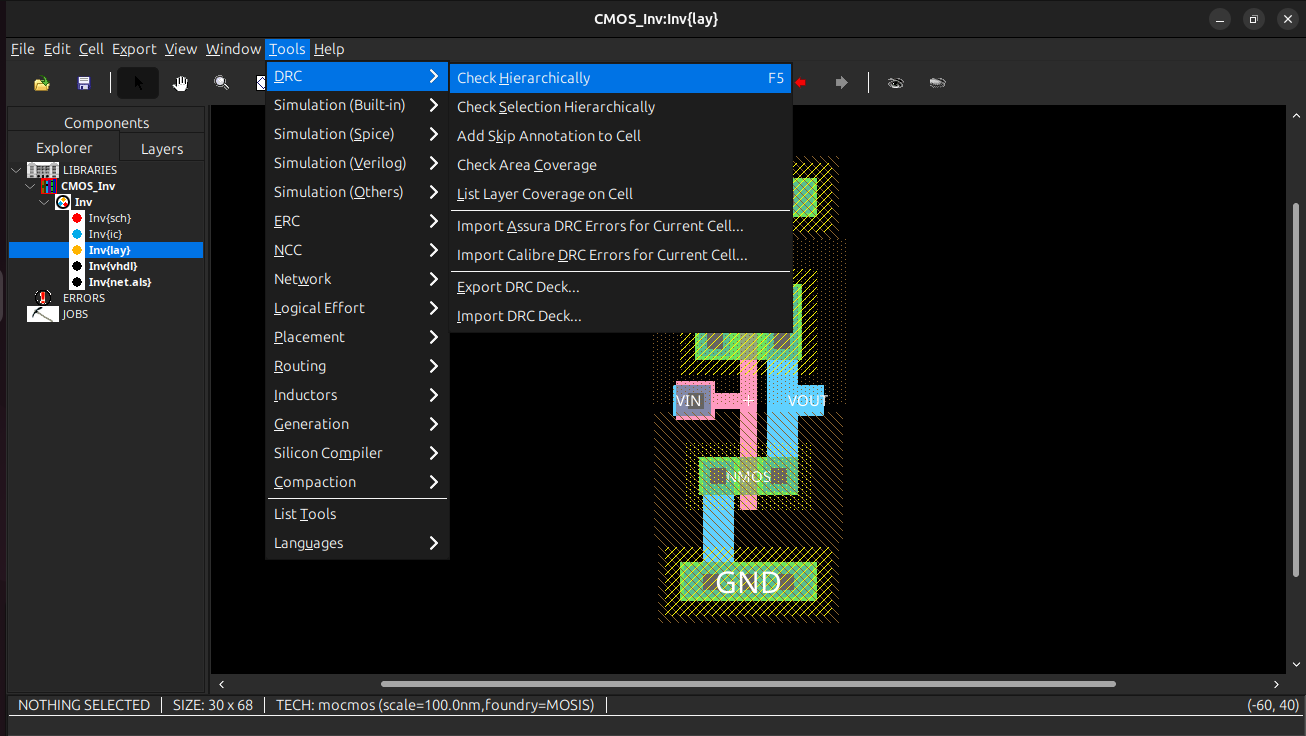 CMOS_Inv:Inv{lay}
File Edit Cell Export View Window Tools Help
Components
Explorer Layers
LIBRARIES
CMOS_Inv
Inv
Inv{sch}
Inv{ic}
Inv{lay}
Inv{vhdl}
Inv{net.als}
ERRORS
JOBS
DRC
Simulation (Built-in)
Simulation (Spice)
Simulation (Verilog)
Simulation (Others)
ERC
NCC
Network
Logical Effort
Placement
Routing
Inductors
Generation
Silicon Compiler
Compaction
List Tools
Languages
Check Hierarchically F5
Check Selection Hierarchically
Add Skip Annotation to Cell
Check Area Coverage
List Layer Coverage on Cell
Import Assura DRC Errors for Current Cell...
Import Calibre DRC Errors for Current Cell...
Export DRC Deck...
Import DRC Deck...
VIN VOUT
NMOS
GND
NOTHING SELECTED SIZE: 30 x 68 TECH: mocmos (scale=100.0nm,foundry=MOSIS) (-60, 40)